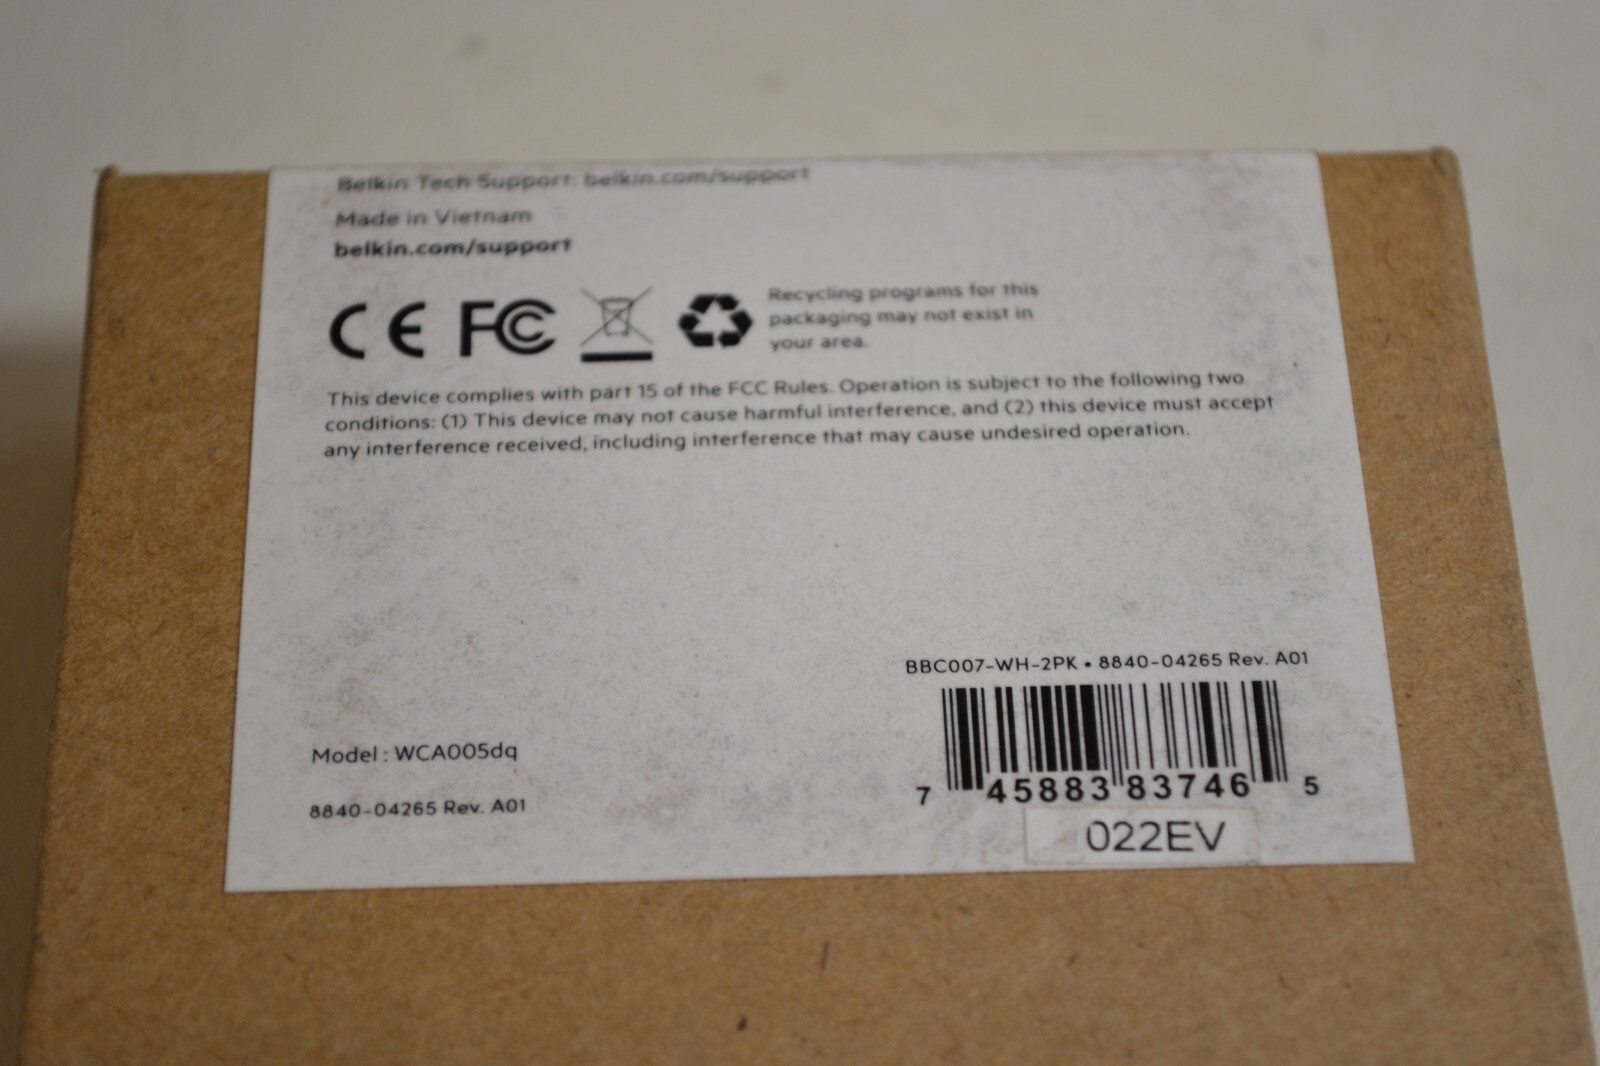 Belkin Tech Support: belkin.com/support
Made in Vietnam
belkin.com/support
CE FC Recycling programs for this
packaging may not exist in
your area.
This device complies with part 15 of the FCC Rules. Operation is subject to the following two
conditions: (1) This device may not cause harmful interference, and (2) this device must accept
any interference received, including interference that may cause undesired operation.
BBC007-WH-2PK • 8840-04265 Rev. A01
Model : WCA005dq
7 45883 83746 5
8840-04265 Rev. A01
022EV